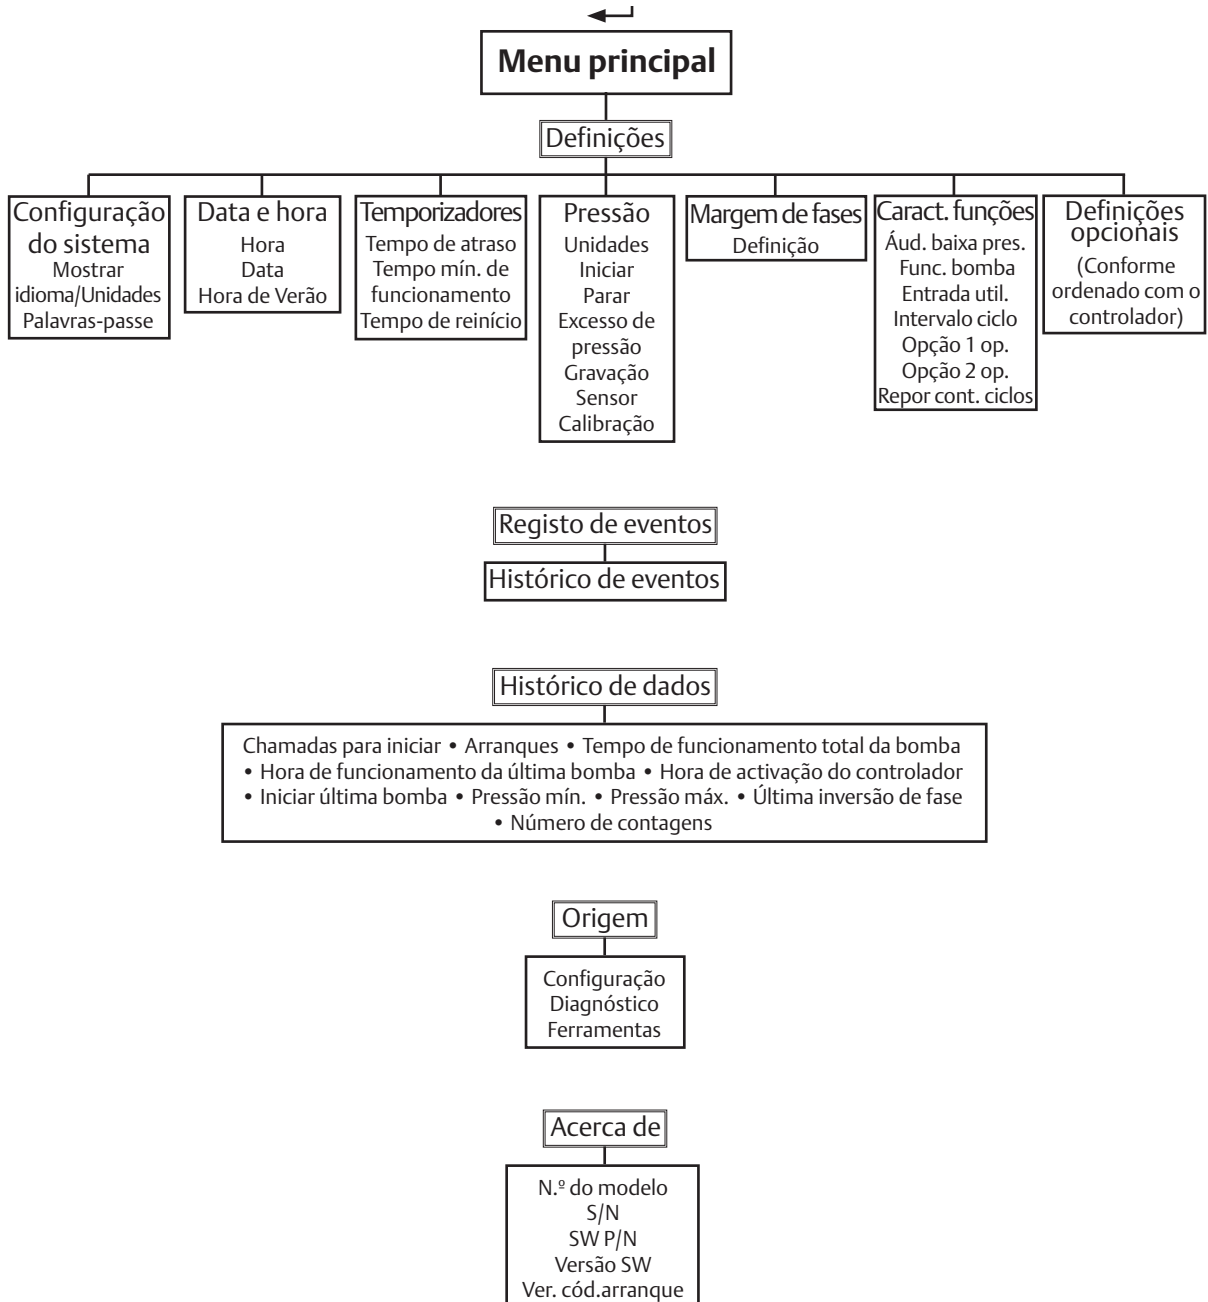 Menu principal
Definições
Configuração
do sistema
Mostrar
idioma/Unidades
Palavras-passe
Data e hora
Hora
Data
Hora de Verão
Temporizadores
Tempo de atraso
Tempo mín. de
funcionamento
Tempo de reinício
Pressão
Unidades
Iniciar
Parar
Excesso de
pressão
Gravação
Sensor
Calibração
Margem de fases
Definição
Caract. funções
Áud. baixa pres.
Func. bomba
Entrada util.
Intervalo ciclo
Opção 1 op.
Opção 2 op.
Repor cont. ciclos
Definições
opcionais
(Conforme
ordenado com o
controlador)
Registo de eventos
Histórico de eventos
Histórico de dados
Chamadas para iniciar • Arranques • Tempo de funcionamento total da bomba
• Hora de funcionamento da última bomba • Hora de activação do controlador
• Iniciar última bomba • Pressão mín. • Pressão máx. • Última inversão de fase
• Número de contagens
Origem
Configuração
Diagnóstico
Ferramentas
Acerca de
N.º do modelo
S/N
SW P/N
Versão SW
Ver. cód.arranque